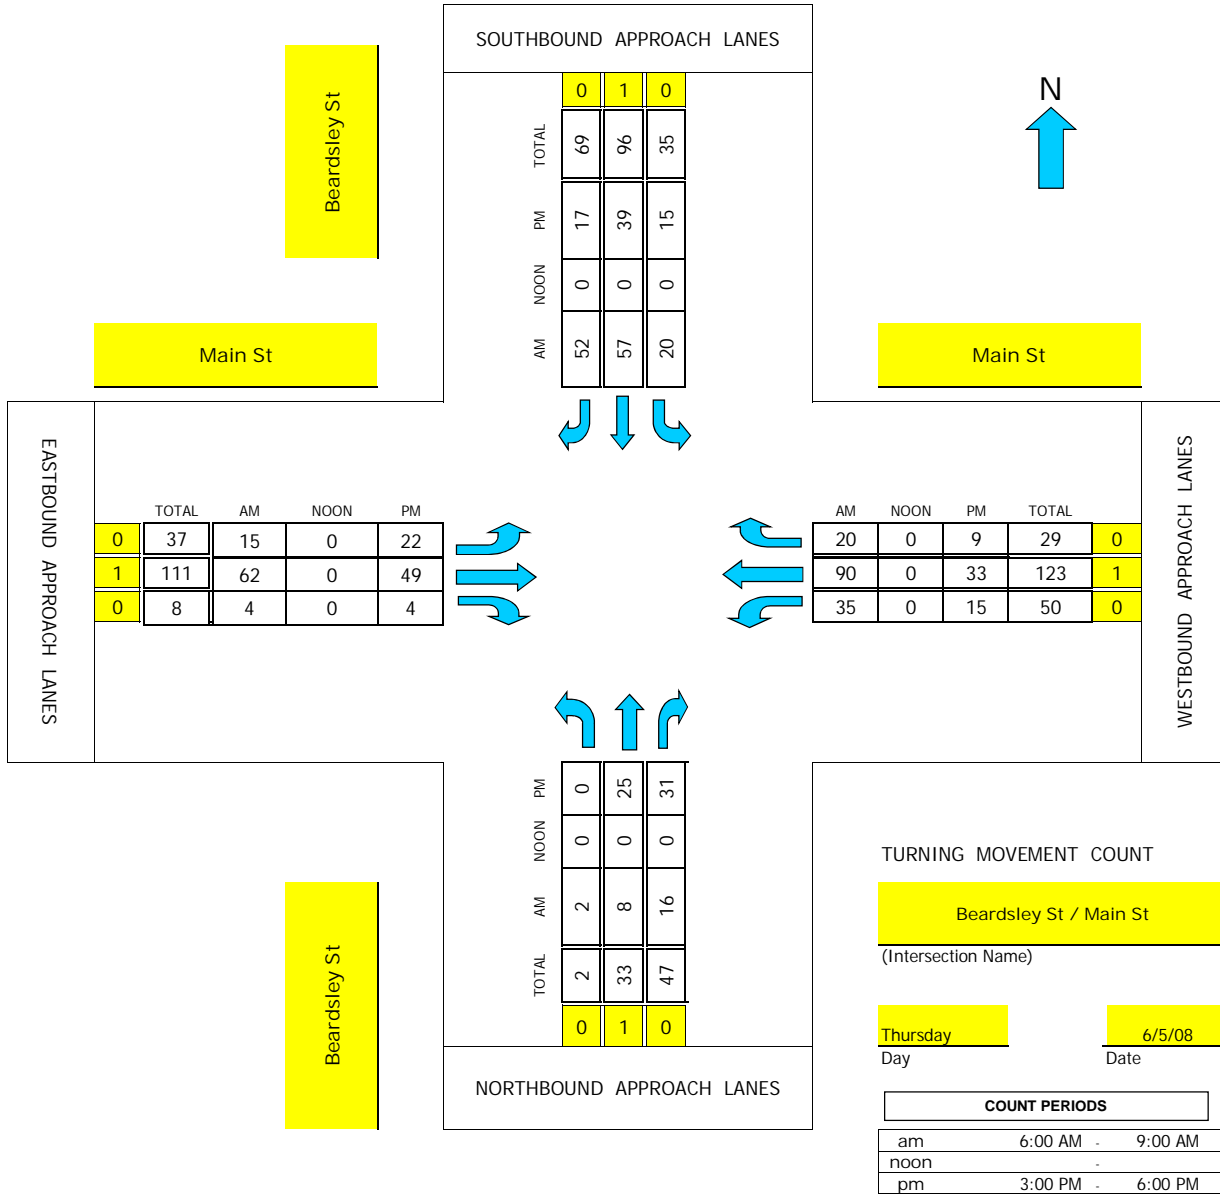 SOUTHBOUND APPROACH LANES
0 1 0
TOTAL 69 96 35
PM 17 39 15
NOON 0 0 0
AM 52 57 20
Beardsley St
N
Main St
Main St
EASTBOUND APPROACH LANES
TOTAL AM NOON PM
0 37 15 0 22
1 111 62 0 49
0 8 4 0 4
AM NOON PM TOTAL
20 0 9 29 0
90 0 33 123 1
35 0 15 50 0
WESTBOUND APPROACH LANES
PM 0 25 31
NOON 0 0 0
AM 2 8 16
TOTAL 2 33 47
0 1 0
NORTHBOUND APPROACH LANES
Beardsley St
TURNING MOVEMENT COUNT
Beardsley St / Main St
(Intersection Name)
Thursday 6/5/08
Day Date
COUNT PERIODS
am 6:00 AM - 9:00 AM
noon -
pm 3:00 PM - 6:00 PM